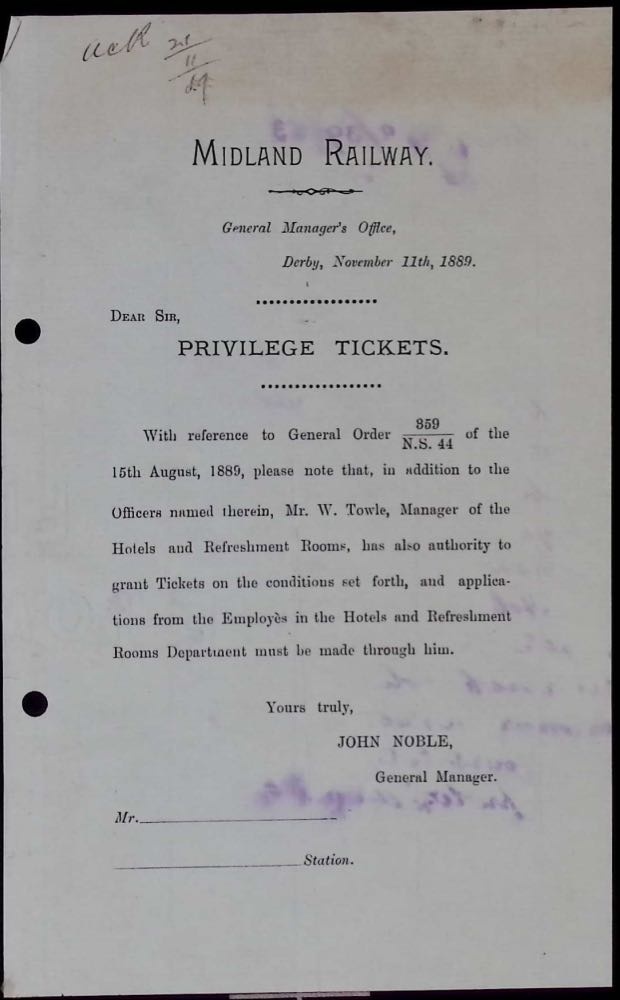 ack 21/11/89
MIDLAND RAILWAY.
General Manager's Office,
Derby, November 11th, 1889.
DEAR SIR,
PRIVILEGE TICKETS.
With reference to General Order 359/N.S. 44 of the
15th August, 1889, please note that, in addition to the
Officers named therein, Mr. W. Towle, Manager of the
Hotels and Refreshment Rooms, has also authority to
grant Tickets on the conditions set forth, and applica-
tions from the Employès in the Hotels and Refreshment
Rooms Department must be made through him.
Yours truly,
JOHN NOBLE,
General Manager.
Mr.
Station.